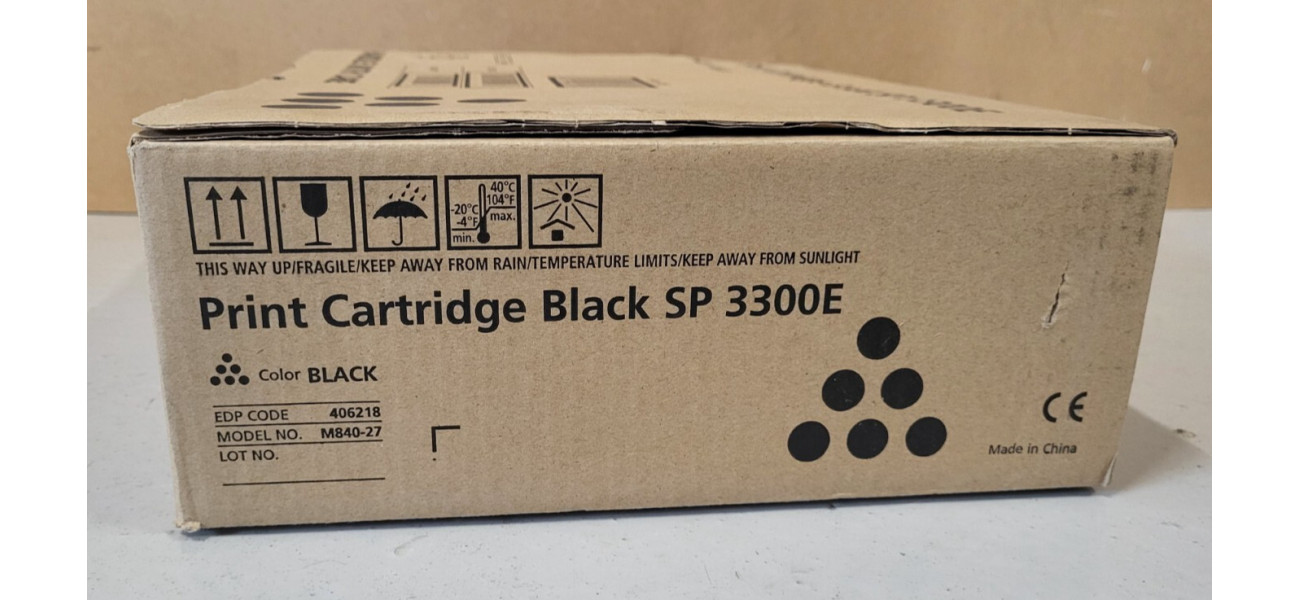 40°C
104°F
max.
-20°C
-4°F
min.
THIS WAY UP/FRAGILE/KEEP AWAY FROM RAIN/TEMPERATURE LIMITS/KEEP AWAY FROM SUNLIGHT
Print Cartridge Black SP 3300E
Color BLACK
EDP CODE 406218
MODEL NO. M840-27
LOT NO.
CE
Made in China